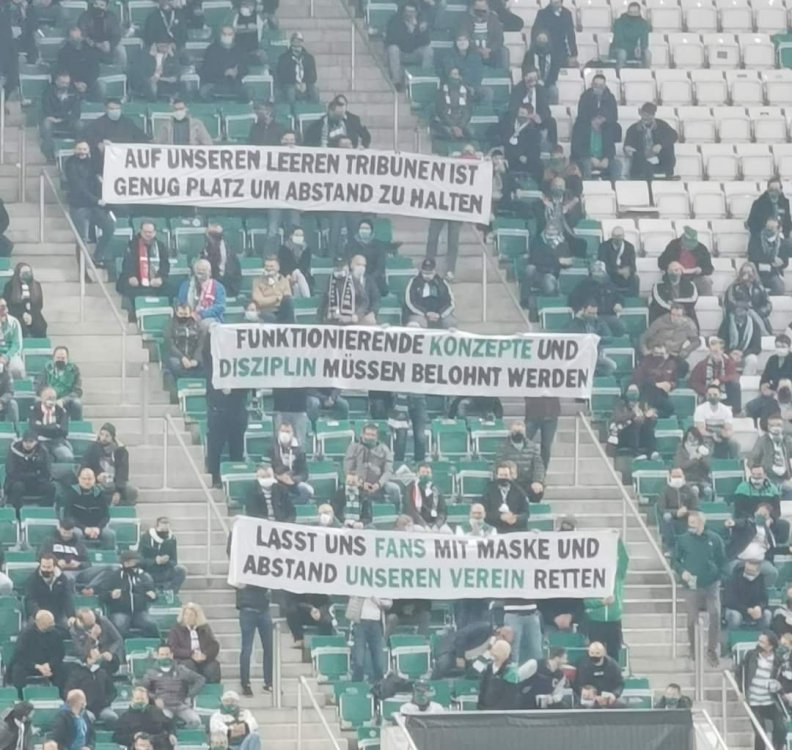 AUF UNSEREN LEEREN TRIBÜNEN IST
GENUG PLATZ UM ABSTAND ZU HALTEN
FUNKTIONIERENDE KONZEPTE UND
DISZIPLIN MÜSSEN BELOHNT WERDEN
LASST UNS FANS MIT MASKE UND
ABSTAND UNSEREN VEREIN RETTEN